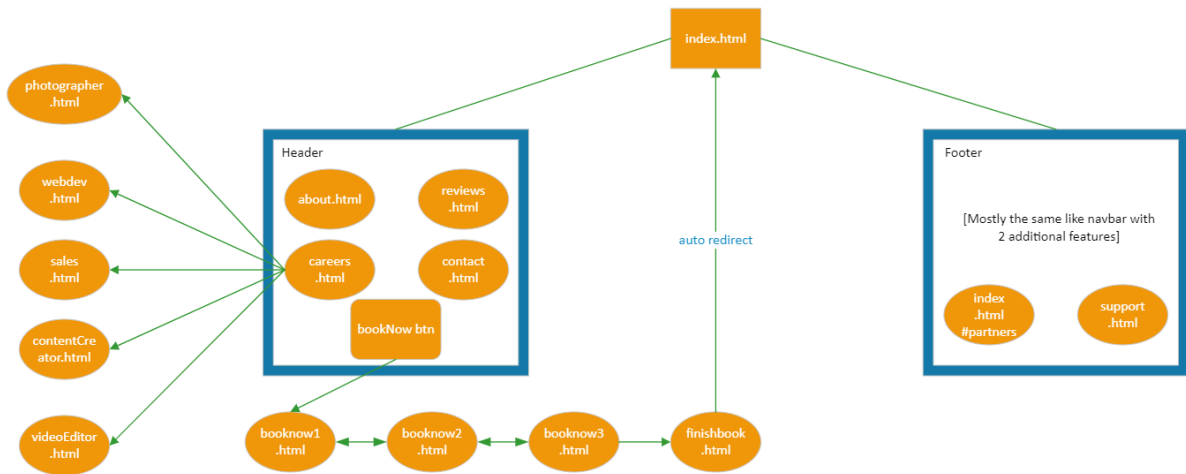 index.html
photographer
.html
Header
Footer
webdev
.html
about.html
reviews
.html
[Mostly the same like navbar with
2 additional features]
auto redirect
sales
.html
careers
.html
contact
.html
index
.html
#partners
support
.html
bookNow btn
contentCre
ator.html
videoEditor
.html
booknow1
.html
booknow2
.html
booknow3
.html
finishbook
.html